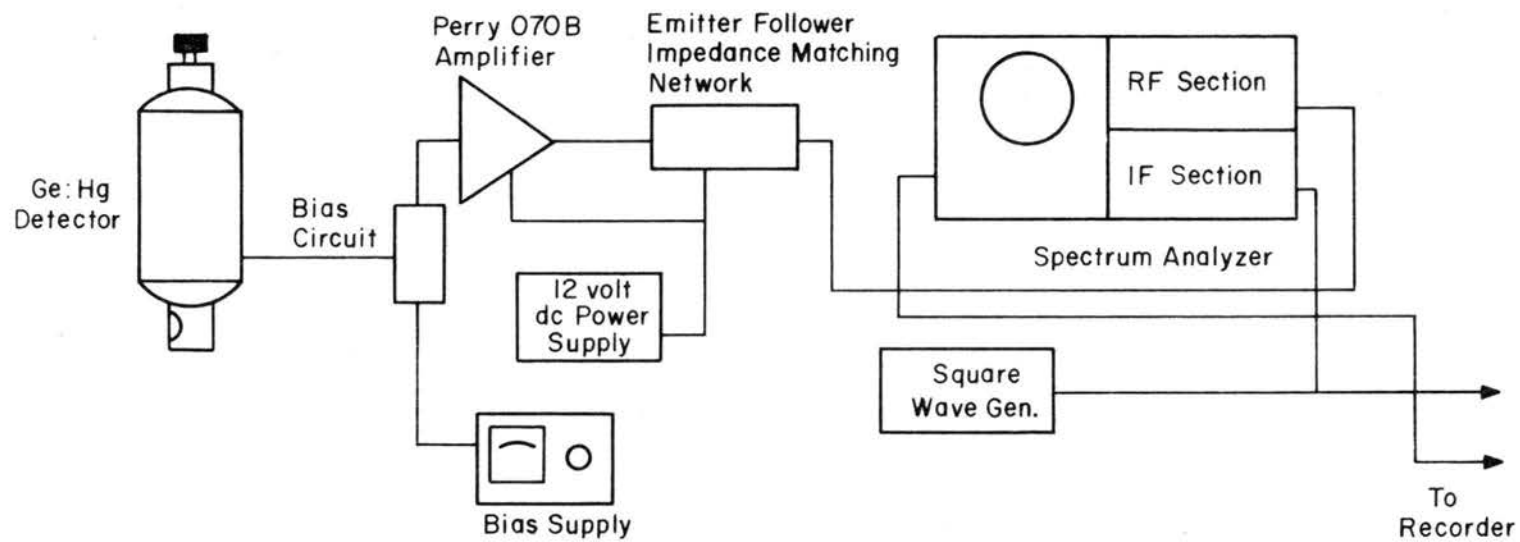 Perry 070B
Amplifier
Emitter Follower
Impedance Matching
Network
RF Section
IF Section
Ge:Hg
Detector
Bias
Circuit
Spectrum Analyzer
12 volt
dc Power
Supply
Square
Wave Gen.
Bias Supply
To
Recorder